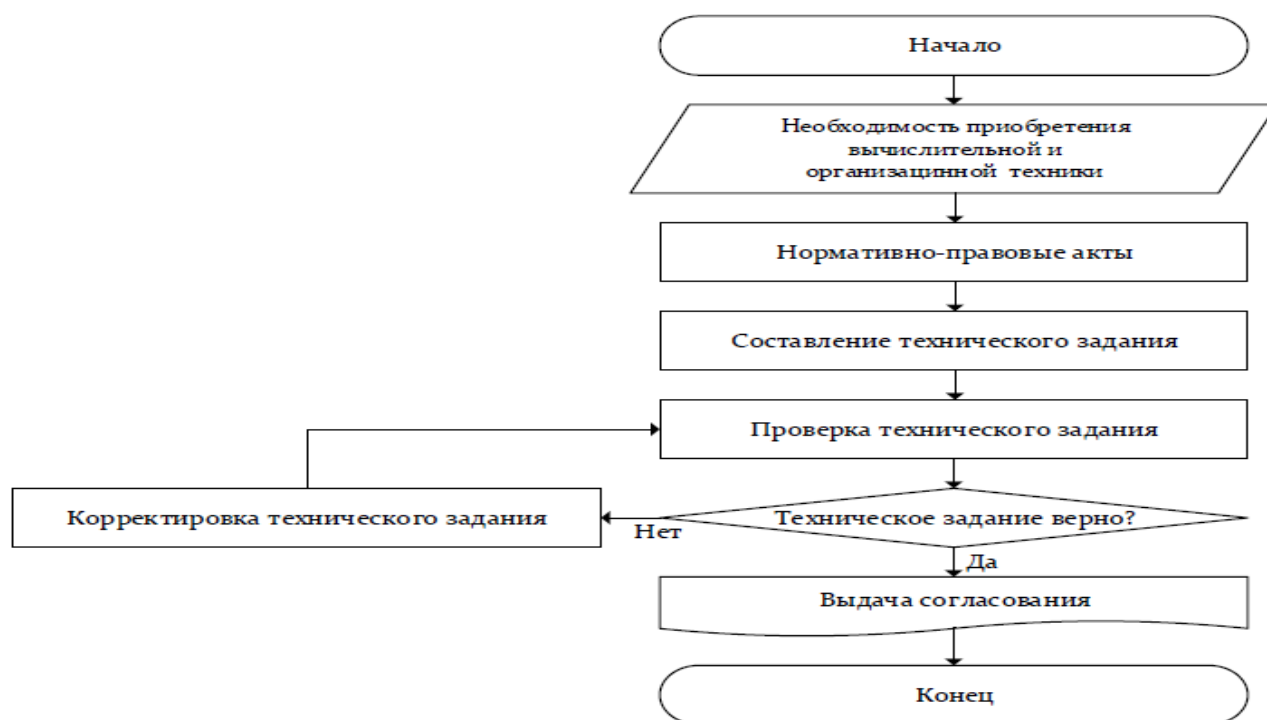 Начало
Необходимость приобретения
вычислительной и
организацинной техники
Нормативно-правовые акты
Составление технического задания
Проверка технического задания
Корректировка технического задания
Нет
Техническое задание верно?
Да
Выдача согласования
Конец